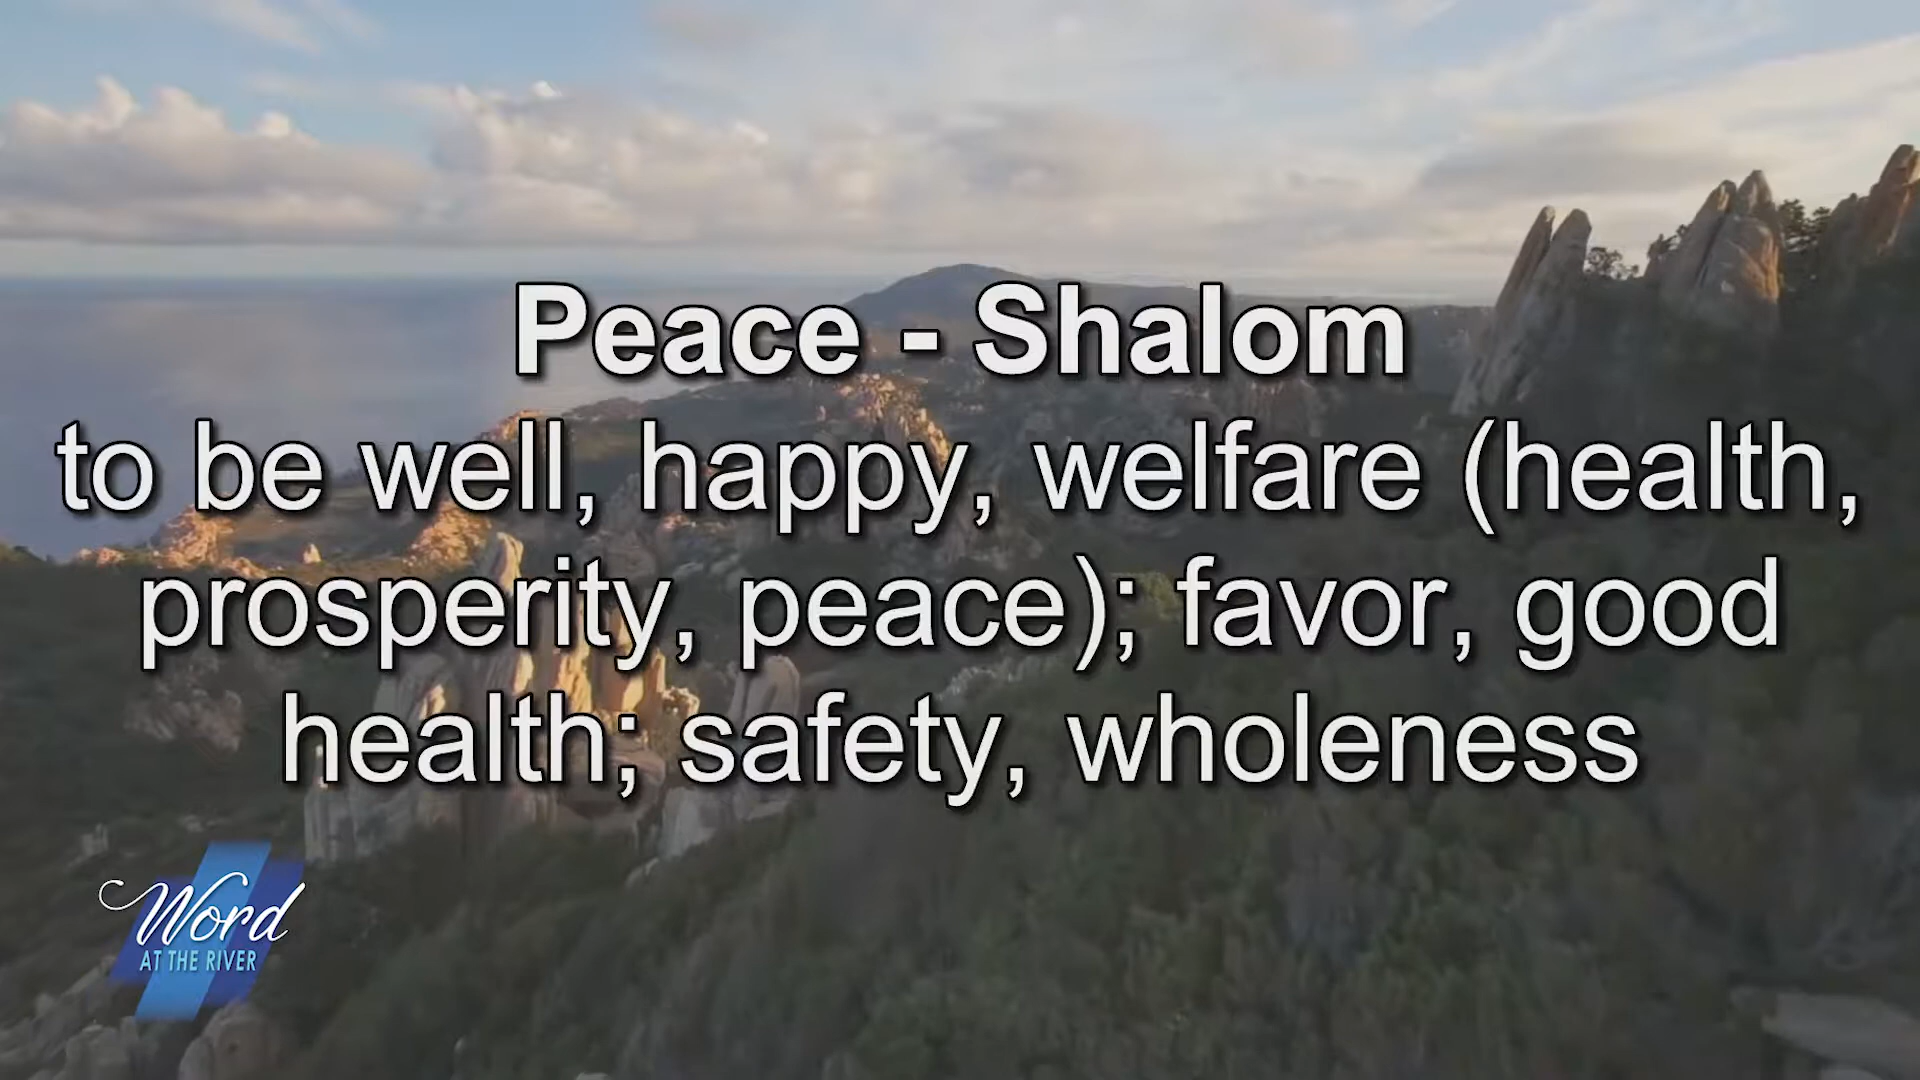 Peace - Shalom
to be well, happy, welfare (health,
prosperity, peace); favor, good
health; safety, wholeness
Word
AT THE RIVER